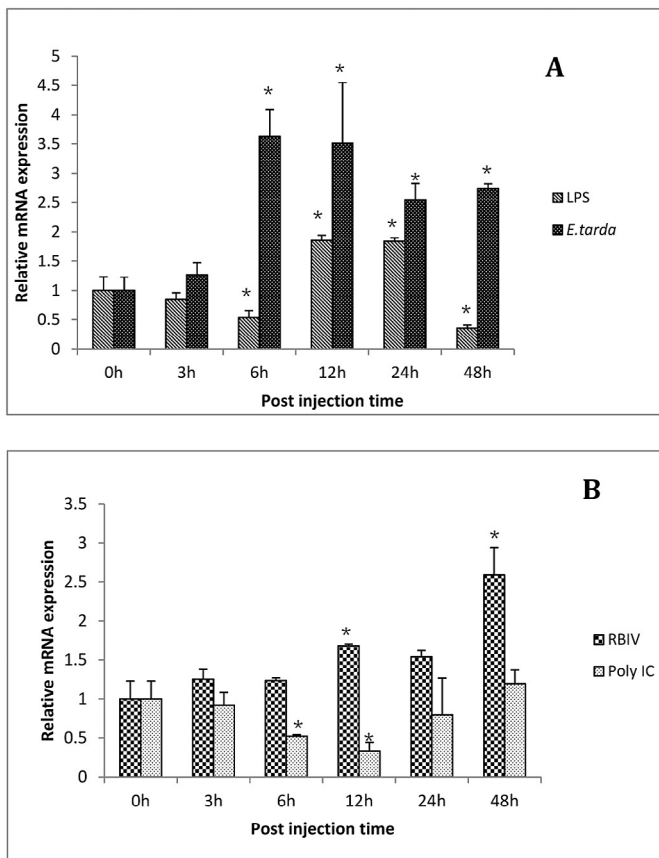 A
Relative mRNA expression
5
4.5
4
3.5
3
2.5
2
1.5
1
0.5
0
* * * * * * *
LPS
E.tarda
0h 3h 6h 12h 24h 48h
Post injection time
B
Relative mRNA expression
3.5
3
2.5
2
1.5
1
0.5
0
* * * *
RBIV
Poly IC
0h 3h 6h 12h 24h 48h
Post injection time